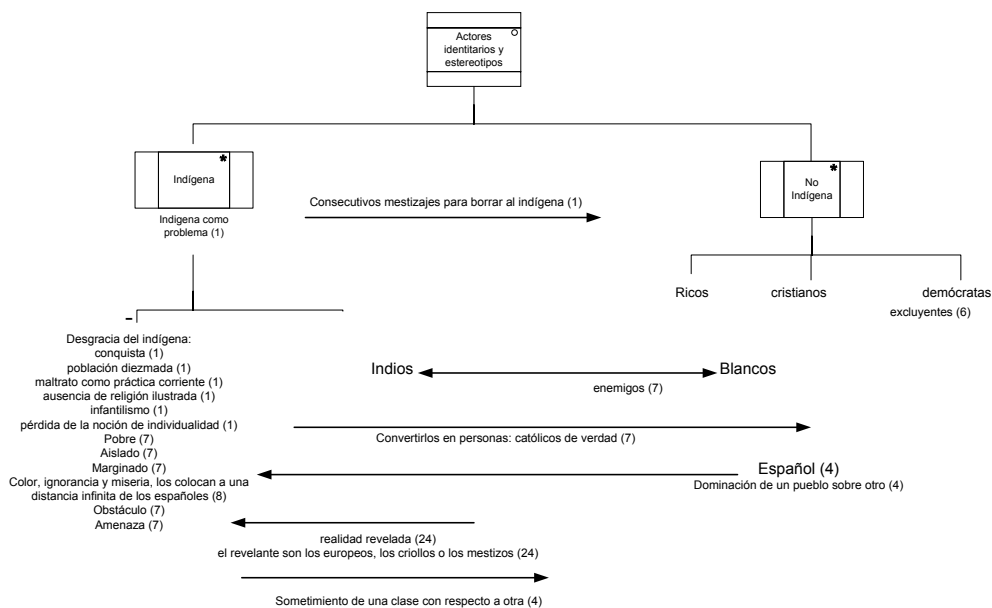 Actores
identitarios y
estereotipos
*
Indígena
*
No
Indígena
Indigena como
problema (1)
Consecutivos mestizajes para borrar al indígena (1)
Ricos
cristianos
demócratas
excluyentes (6)
–
Desgracia del indígena:
conquista (1)
población diezmada (1)
maltrato como práctica corriente (1)
ausencia de religión ilustrada (1)
infantilismo (1)
pérdida de la noción de individualidad (1)
Pobre (7)
Aislado (7)
Marginado (7)
Color, ignorancia y miseria, los colocan a una
distancia infinita de los españoles (8)
Obstáculo (7)
Amenaza (7)
Indios
Blancos
enemigos (7)
Convertirlos en personas: católicos de verdad (7)
Español (4)
Dominación de un pueblo sobre otro (4)
realidad revelada (24)
el revelante son los europeos, los criollos o los mestizos (24)
Sometimiento de una clase con respecto a otra (4)